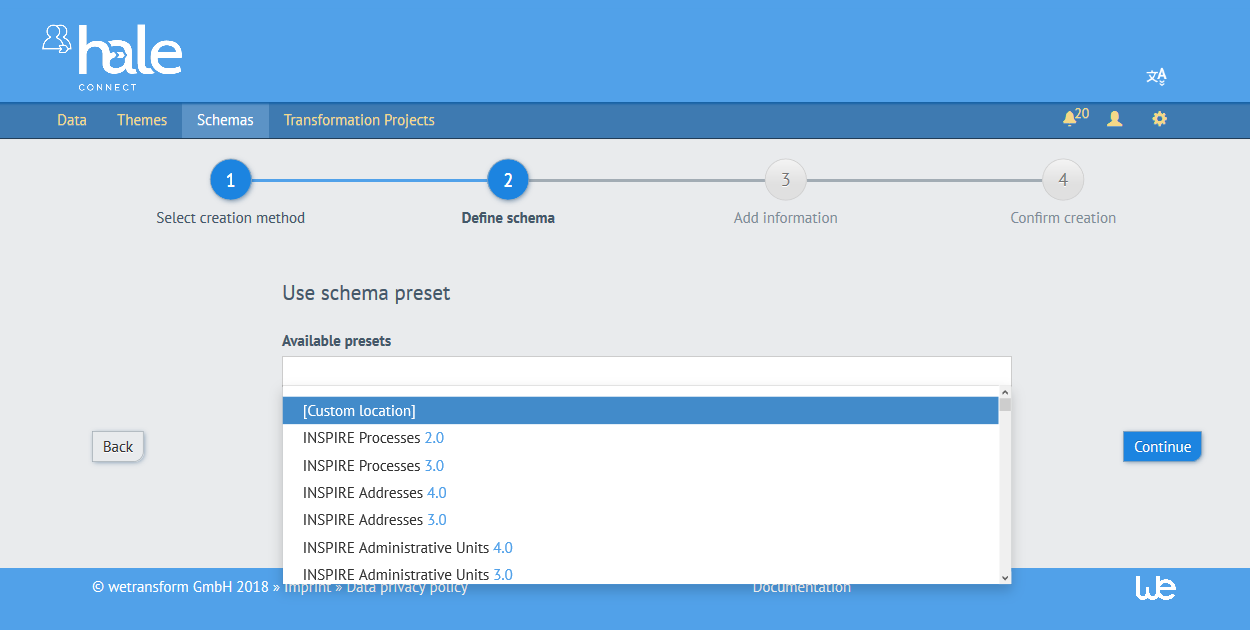 hale
CONNECT
文A
Data Themes Schemas Transformation Projects 20
1 2 3 4
Select creation method Define schema Add information Confirm creation
Use schema preset
Available presets
[Custom location]
INSPIRE Processes 2.0
INSPIRE Processes 3.0
INSPIRE Addresses 4.0
INSPIRE Addresses 3.0
INSPIRE Administrative Units 4.0
INSPIRE Administrative Units 3.0
Back
Continue
© wetransform GmbH 2018 » Imprint » Data privacy policy Documentation
we